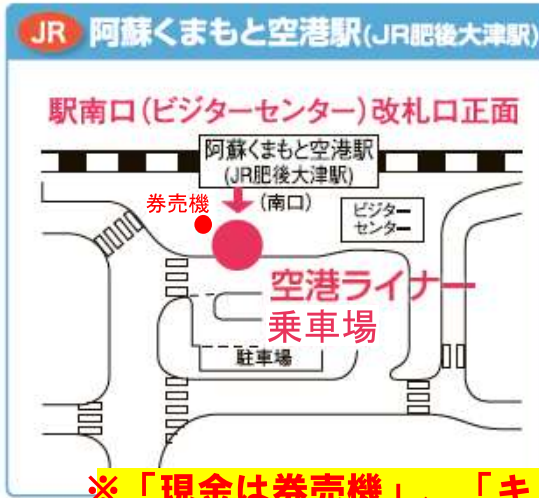 JR 阿蘇くまもと空港駅(JR肥後大津駅)
駅南口(ビジターセンター)改札口正面
阿蘇くまもと空港駅
(JR肥後大津駅)
券売機
(南口)
ビジター
センター
空港ライナー
乗車場
駐車場
※「現金は券売機」、「キ